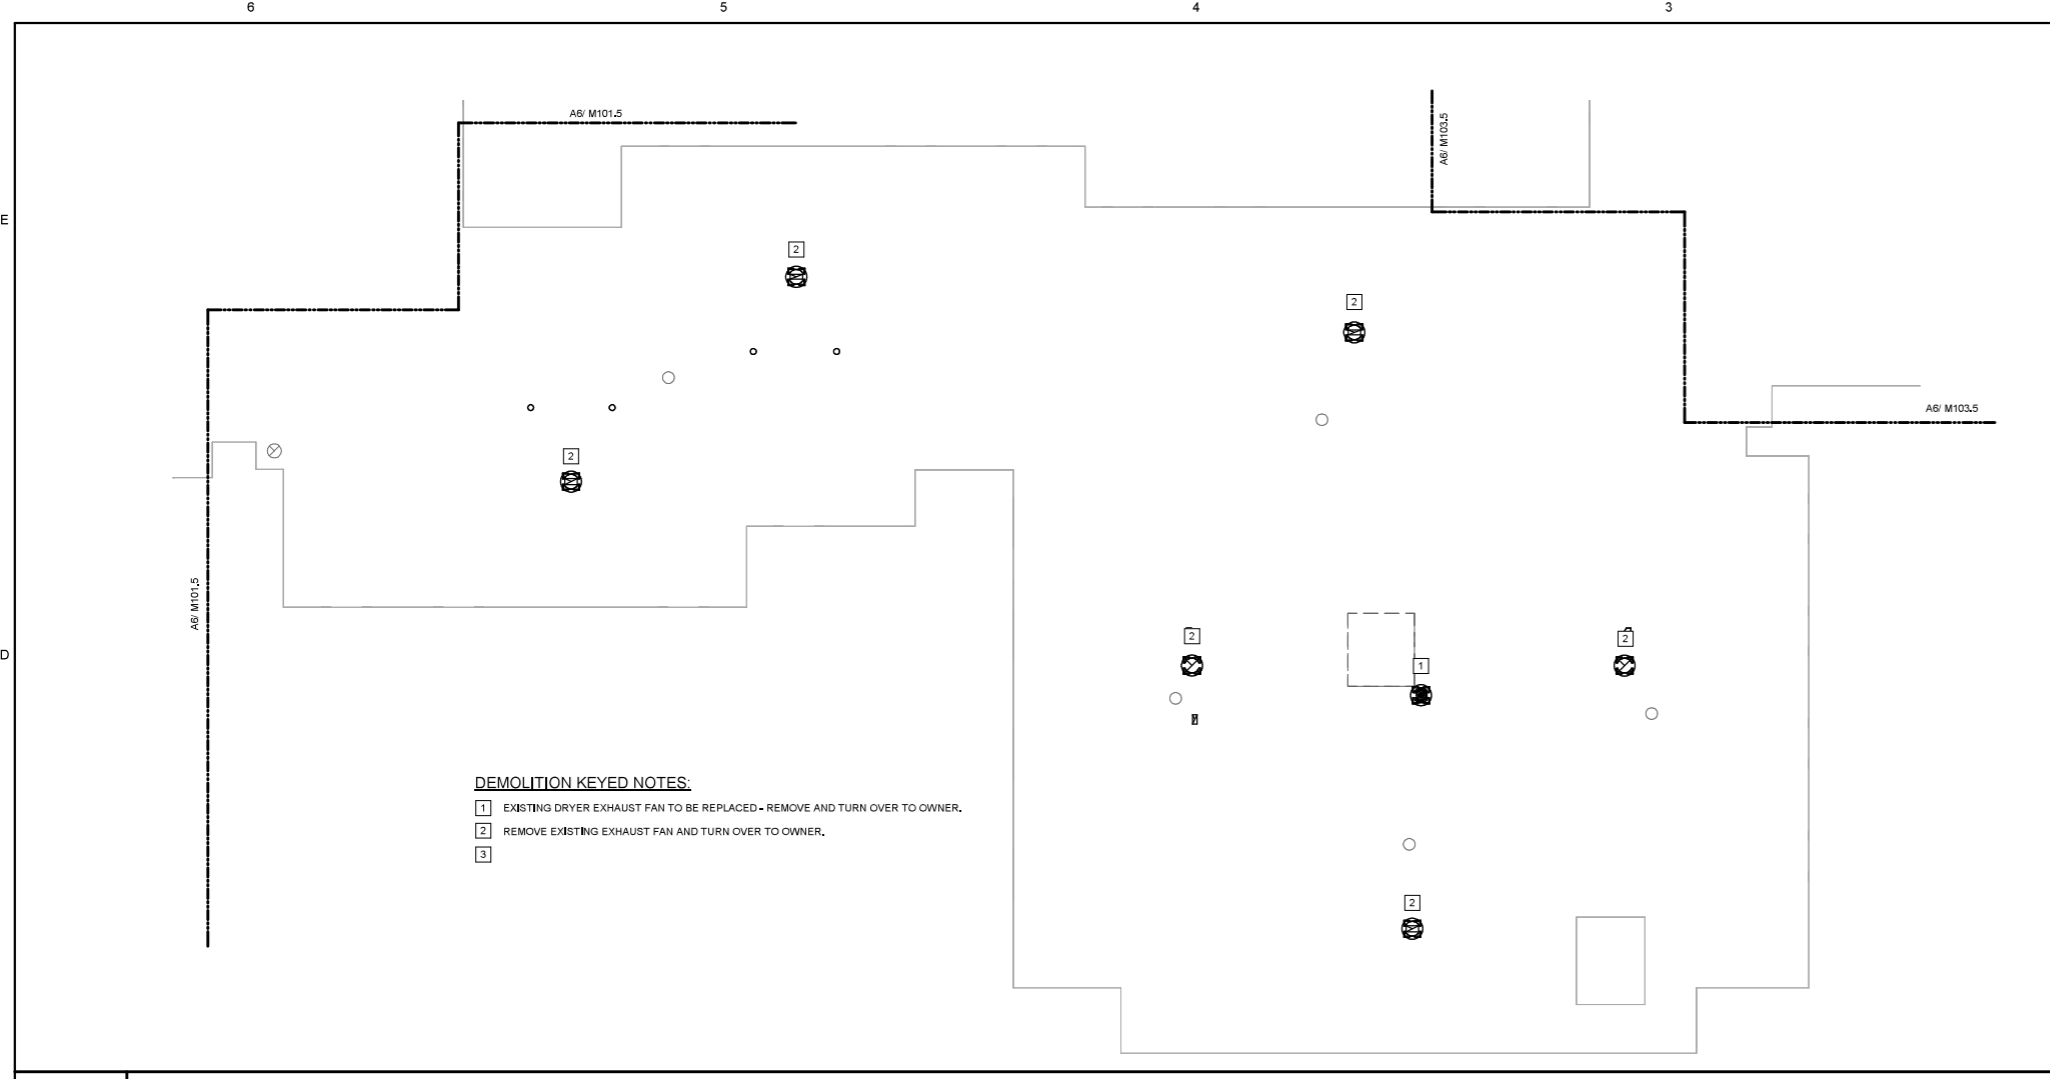 6 5 4 3
A6/ M101.5
A6/ M103.5
E
2
2
A6/ M103.5
2
A6/ M101.5
2
2
D
1
DEMOLITION KEYED NOTES:
1 EXISTING DRYER EXHAUST FAN TO BE REPLACED - REMOVE AND TURN OVER TO OWNER.
2 REMOVE EXISTING EXHAUST FAN AND TURN OVER TO OWNER.
3
2